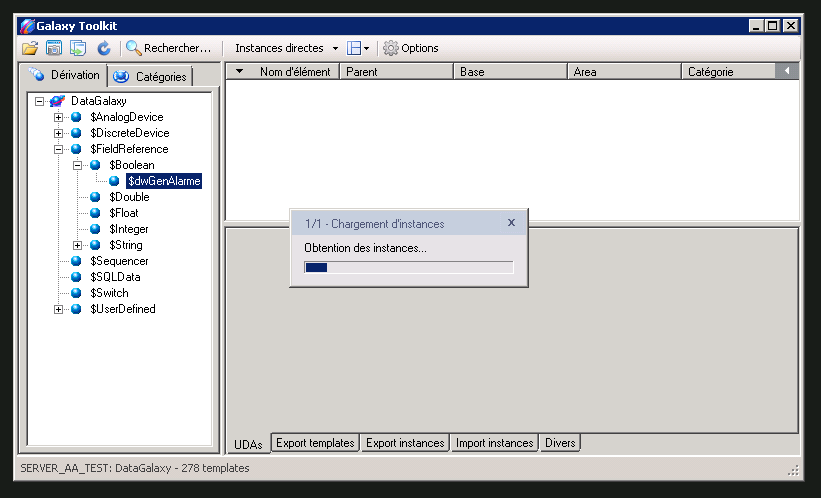 Galaxy Toolkit
Rechercher... Instances directes Options
Dérivation Catégories
Nom d'élément Parent Base Area Catégorie
DataGalaxy
$AnalogDevice
$DiscreteDevice
$FieldReference
$Boolean
$dwGenAlarme
$Double
$Float
$Integer
$String
$Sequencer
$SQLData
$Switch
$UserDefined
1/1 - Chargement d'instances X
Obtention des instances...
UDAs Export templates Export instances Import instances Divers
SERVER_AA_TEST: DataGalaxy - 278 templates